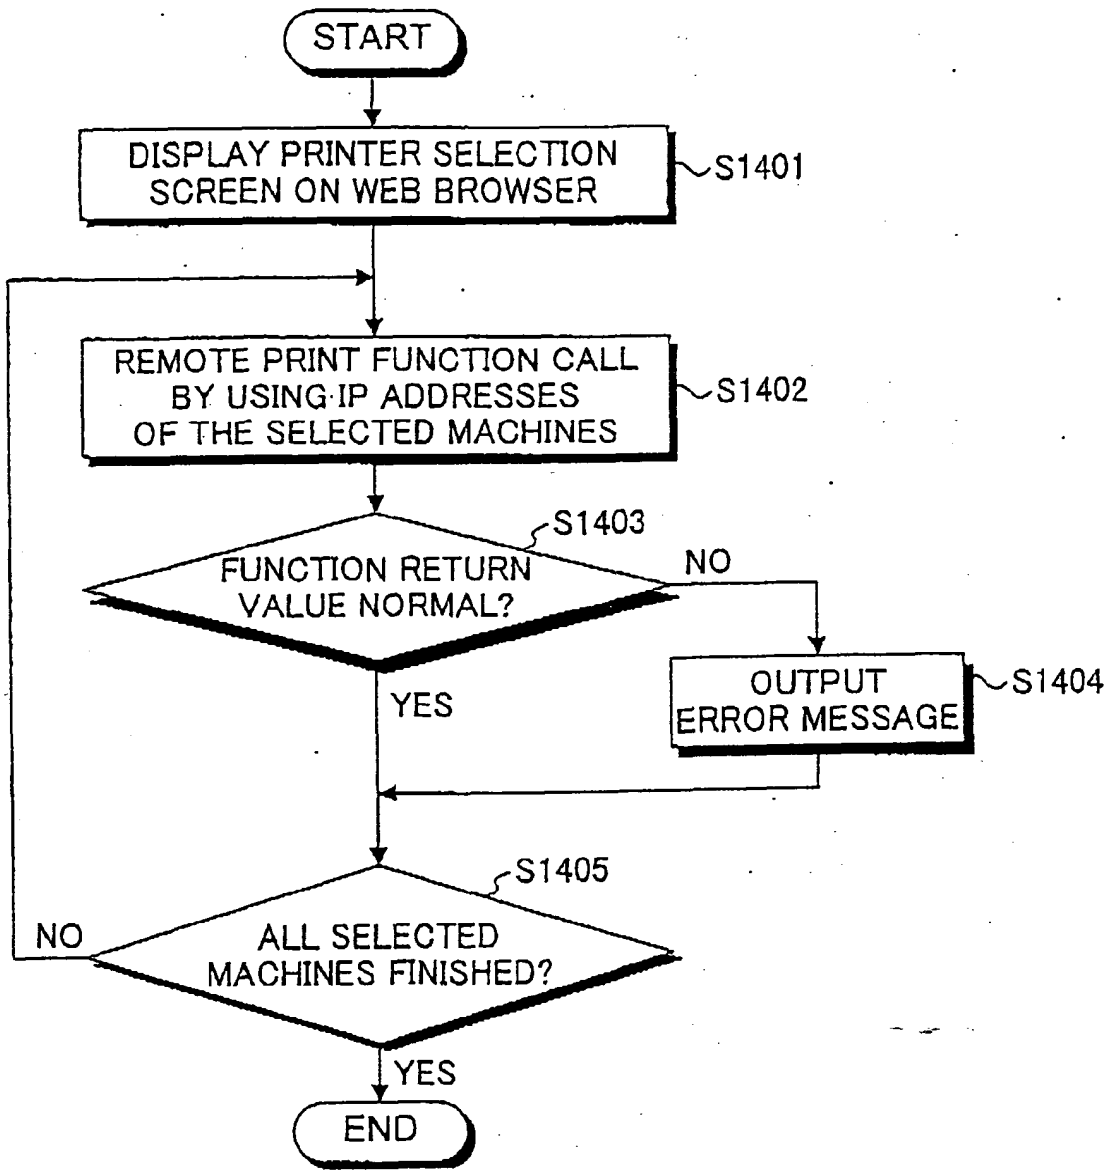 START
DISPLAY PRINTER SELECTION
SCREEN ON WEB BROWSER
S1401
REMOTE PRINT FUNCTION CALL
BY USING IP ADDRESSES
OF THE SELECTED MACHINES
S1402
S1403
FUNCTION RETURN
VALUE NORMAL?
NO
YES
OUTPUT
ERROR MESSAGE
S1404
S1405
ALL SELECTED
MACHINES FINISHED?
NO
YES
END